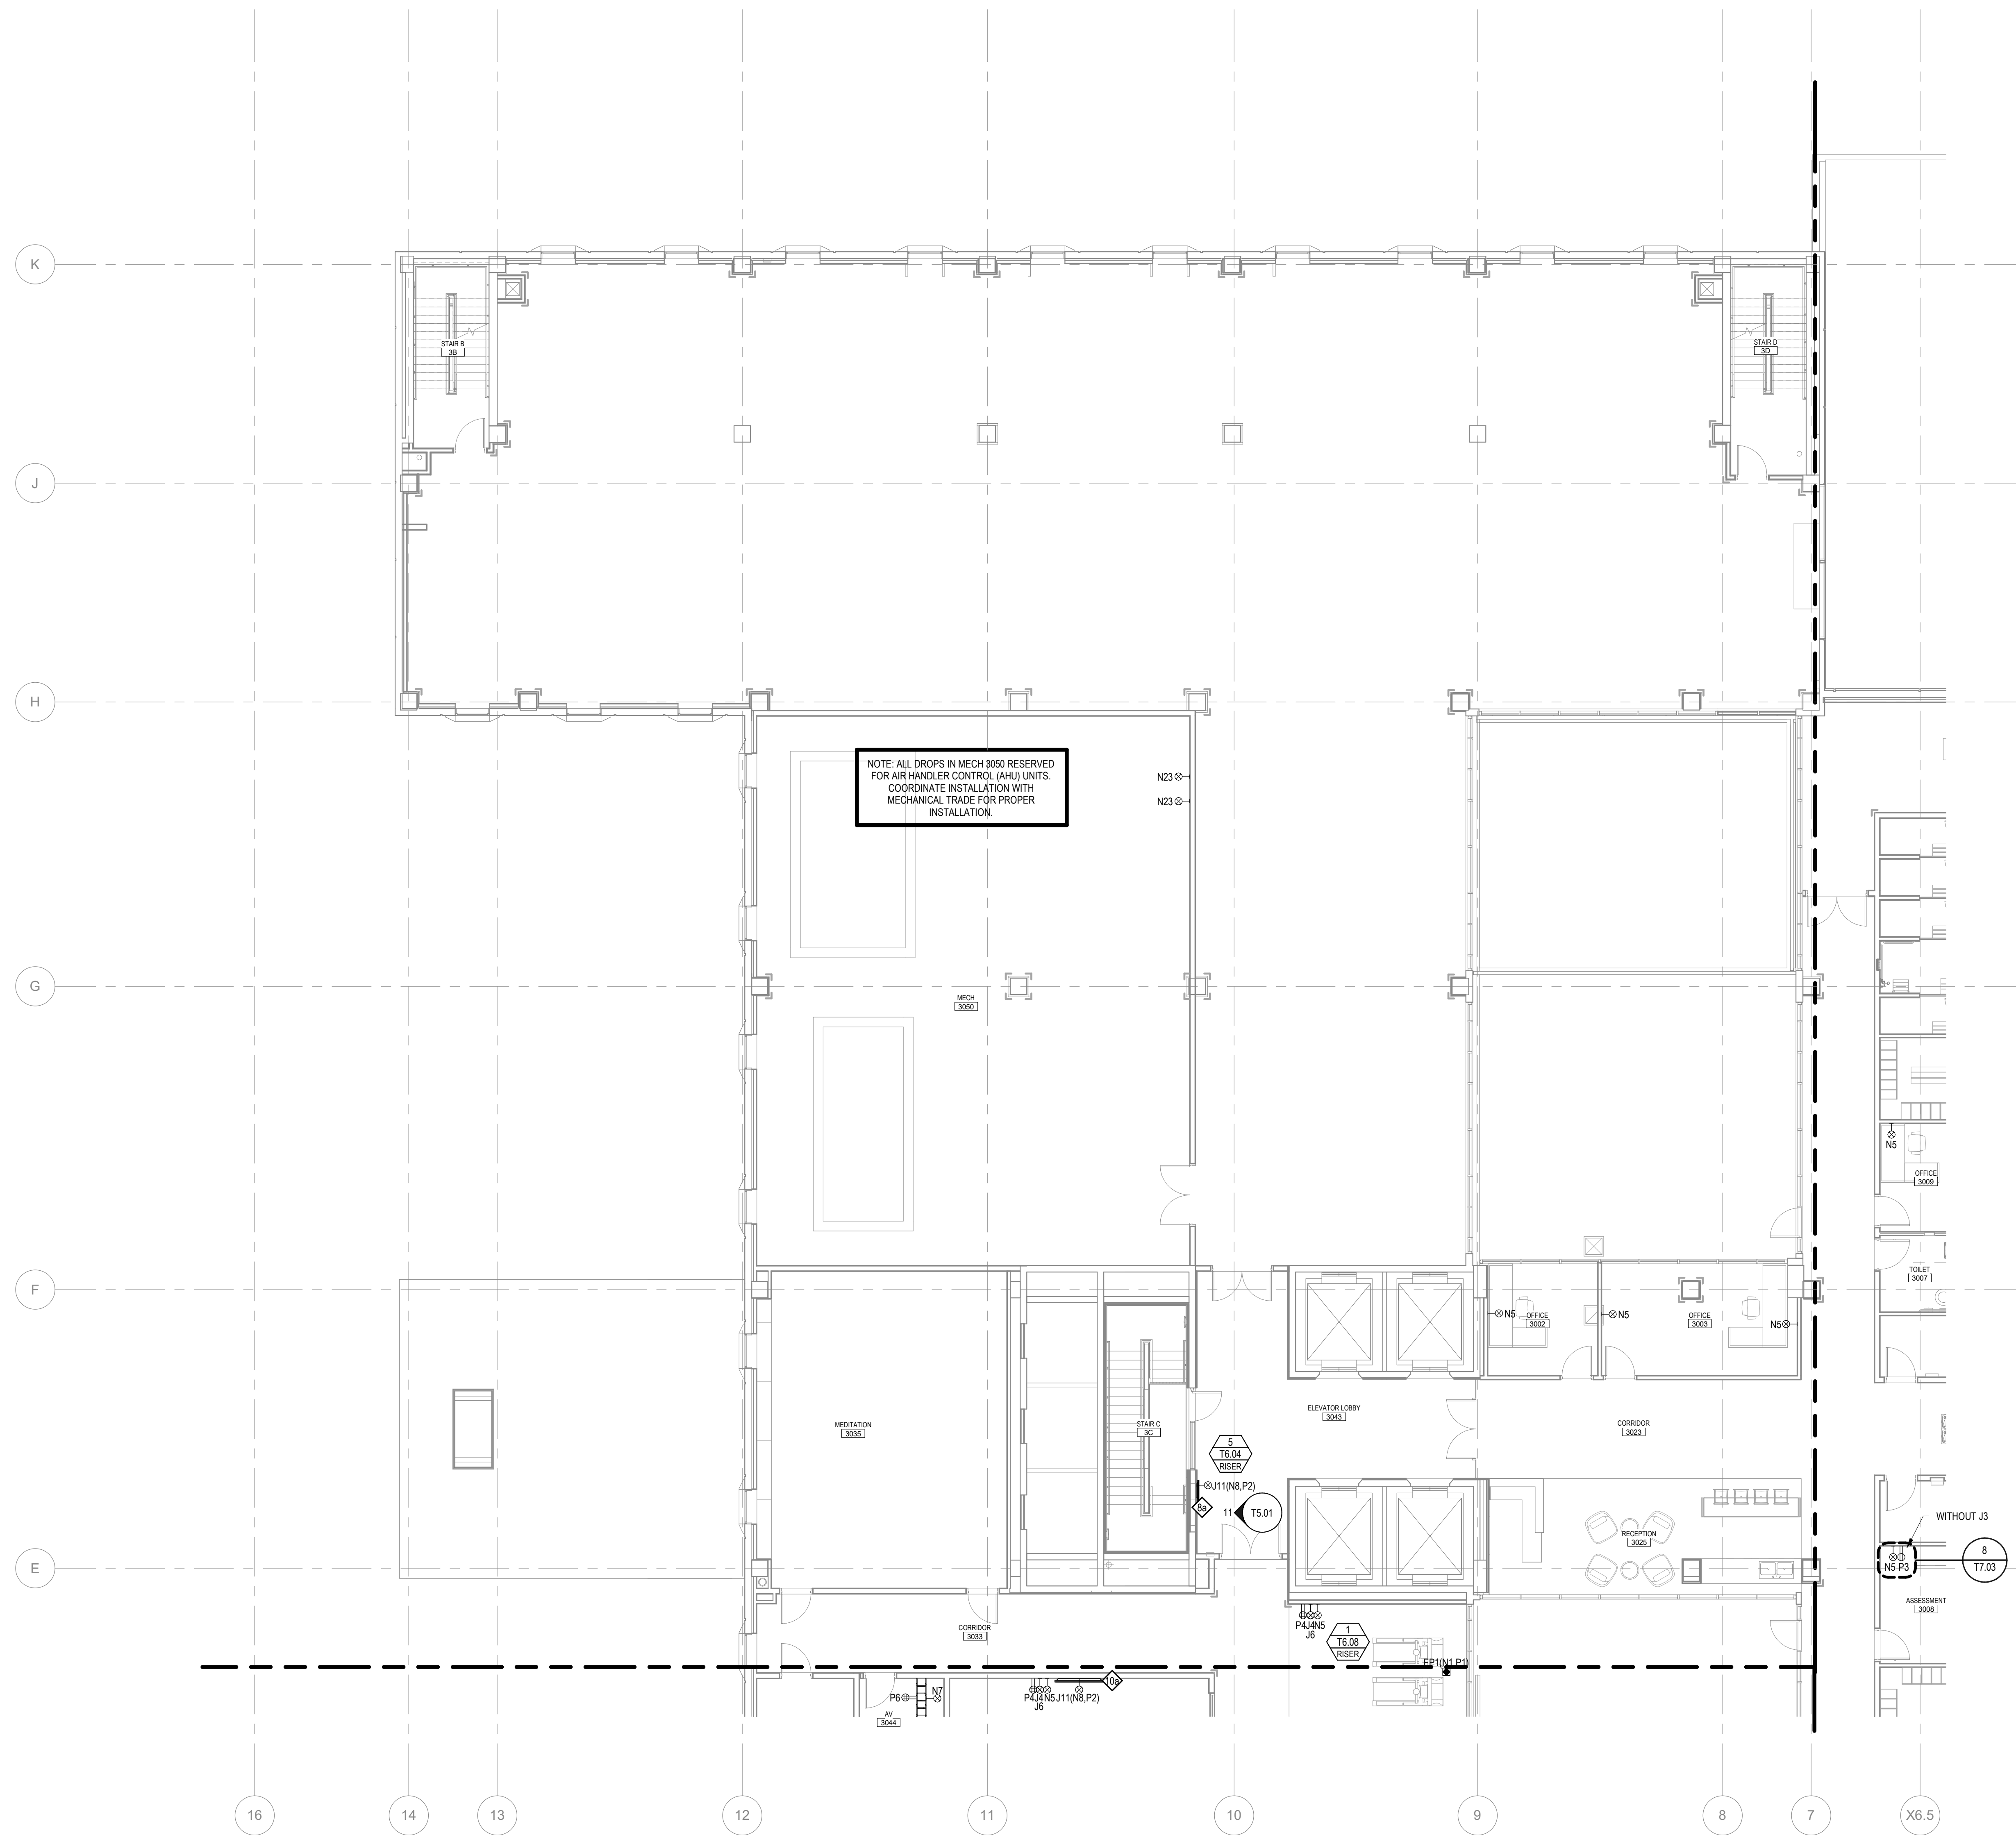 K
STAIR B
3B
STAIR D
3D
J
H
NOTE: ALL DROPS IN MECH 3050 RESERVED
FOR AIR HANDLER CONTROL (AHU) UNITS.
COORDINATE INSTALLATION WITH
MECHANICAL TRADE FOR PROPER
INSTALLATION.
N23
N23
G
MECH
3050
N5
OFFICE
3009
TOILET
3007
F
N5
OFFICE
3002
N5
OFFICE
3003
N5
ELEVATOR LOBBY
3043
MEDITATION
3035
STAIR C
3C
CORRIDOR
3023
5
T6.04
RISER
J11(N8,P2)
8a
11
T5.01
RECEPTION
3025
WITHOUT J3
8
T7.03
N5 P3
E
ASSESSMENT
3008
CORRIDOR
3033
P4J4N5
J6
1
T6.08
RISER
FP1(N1,P1)
10a
P6
N7
P4J4N5
J6
J11(N8,P2)
AV
3044
16
14
13
12
11
10
9
8
7
X6.5